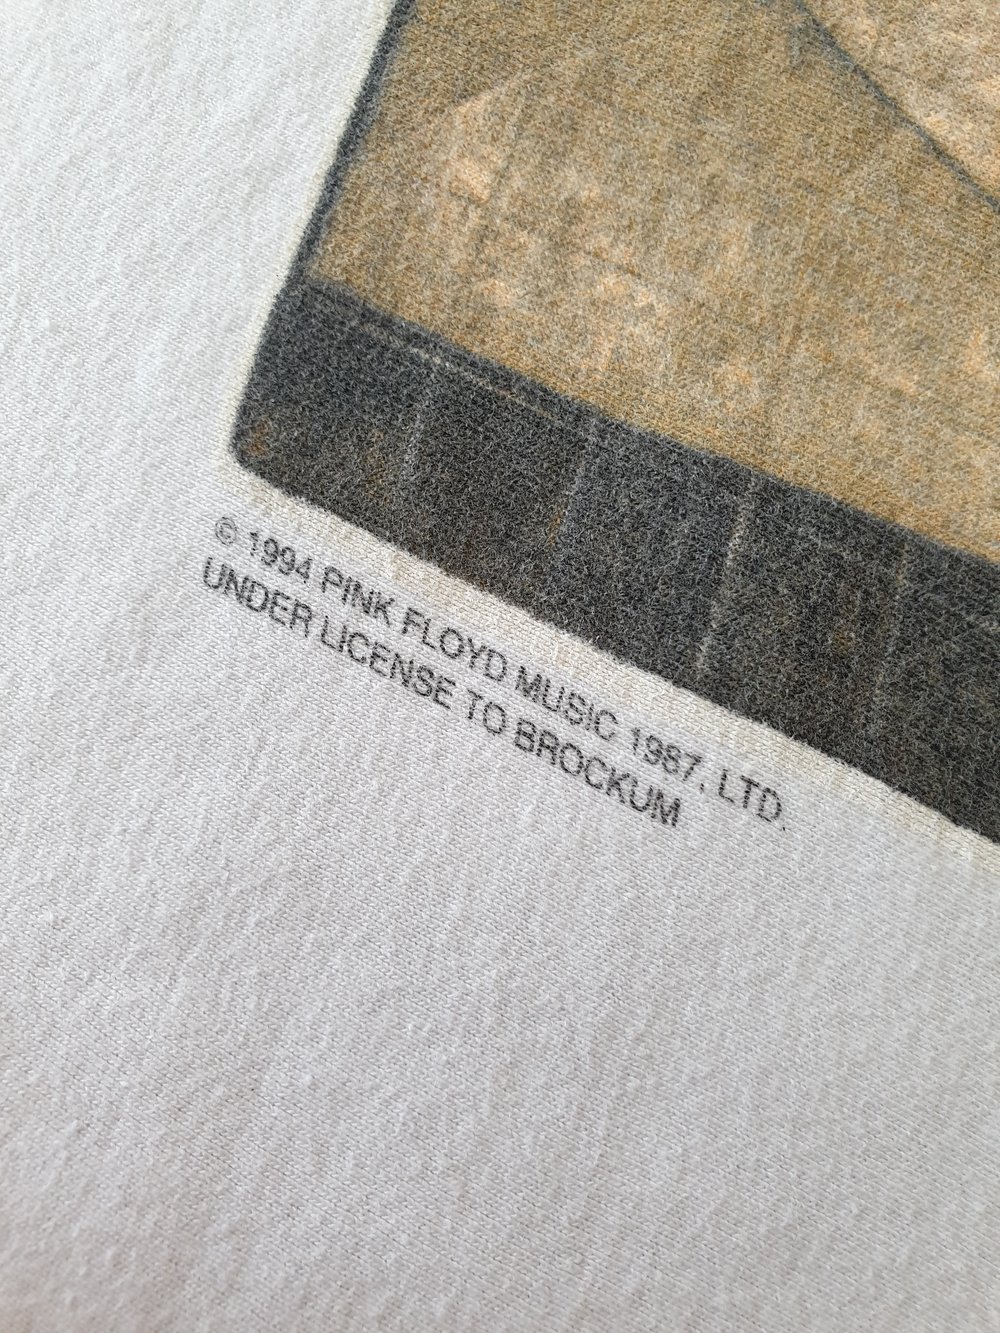 © 1994 PINK FLOYD MUSIC 1987, LTD.
UNDER LICENSE TO BROCKUM